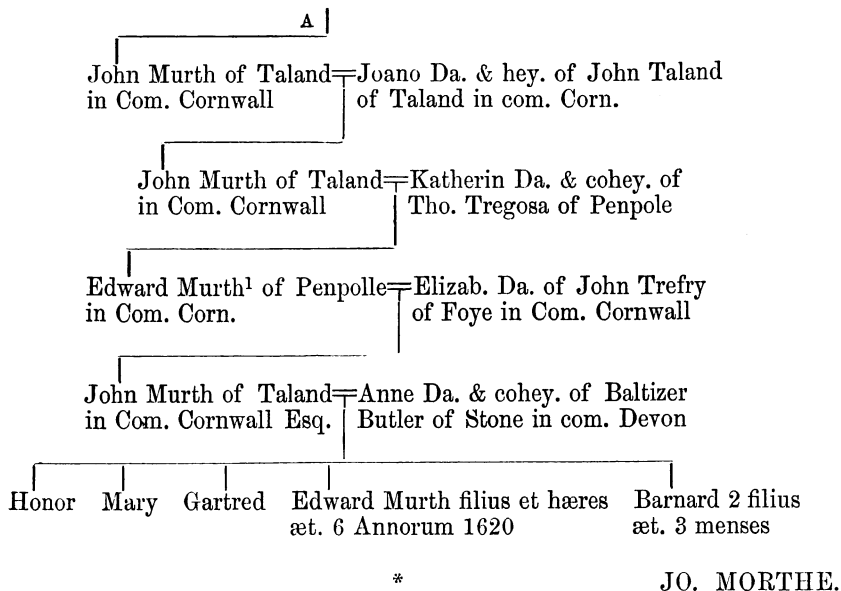 A
John Murth of Taland=Joano Da. & hey. of John Taland
in Com. Cornwall of Taland in com. Corn.
John Murth of Taland=Katherin Da. & cohey. of
in Com. Cornwall Tho. Tregosa of Penpole
Edward Murth¹ of Penpolle=Elizab. Da. of John Trefry
in Com. Corn. of Foye in Com. Cornwall
John Murth of Taland=Anne Da. & cohey. of Baltizer
in Com. Cornwall Esq. Butler of Stone in com. Devon
Honor Mary Gartred Edward Murth filius et hæres Barnard 2 filius
æt. 6 Annorum 1620 æt. 3 menses
* JO. MORTHE.